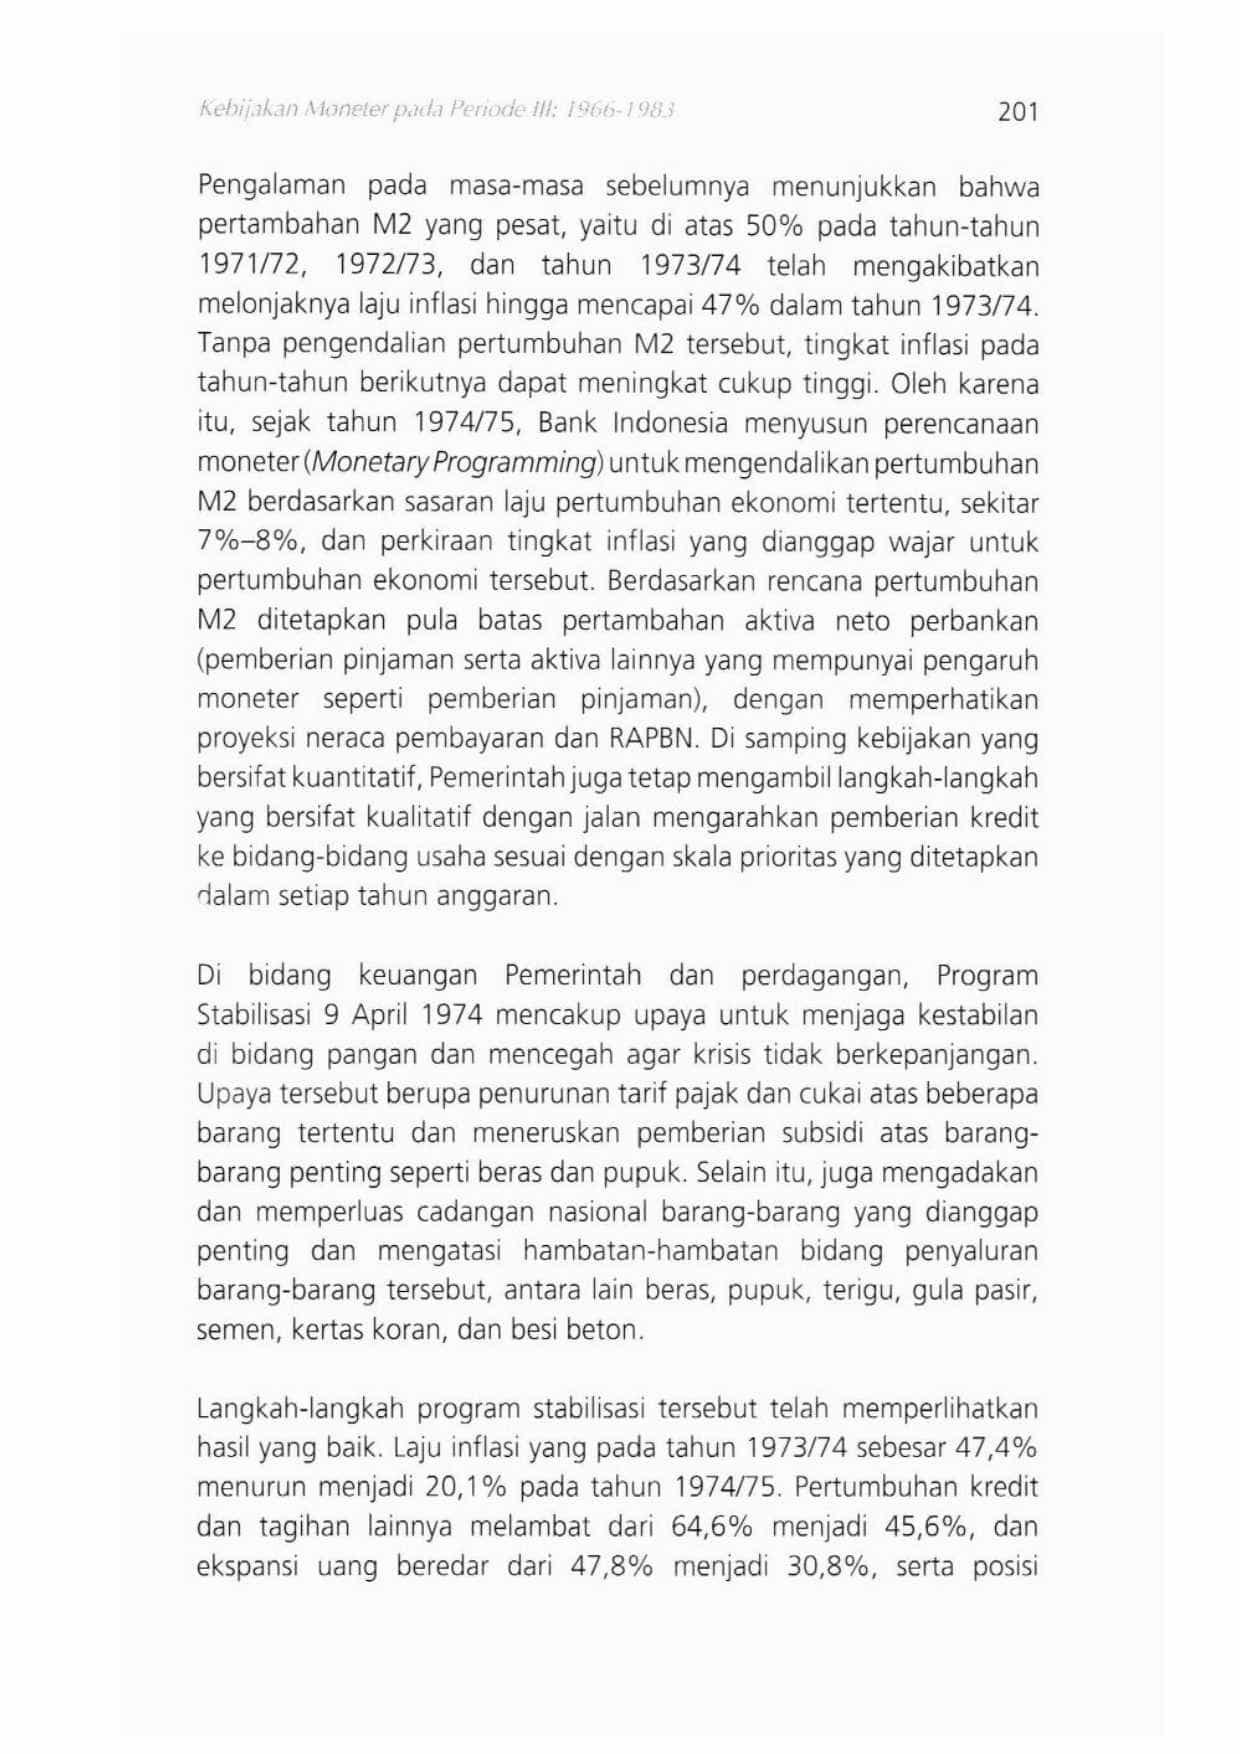 Kebijakan Moneter pada Periode III: 1966-1983 201
Pengalaman pada masa-masa sebelumnya menunjukkan bahwa
pertambahan M2 yang pesat, yaitu di atas 50% pada tahun-tahun
1971/72, 1972/73, dan tahun 1973/74 telah mengakibatkan
melonjaknya laju inflasi hingga mencapai 47% dalam tahun 1973/74.
Tanpa pengendalian pertumbuhan M2 tersebut, tingkat inflasi pada
tahun-tahun berikutnya dapat meningkat cukup tinggi. Oleh karena
itu, sejak tahun 1974/75, Bank Indonesia menyusun perencanaan
moneter (Monetary Programming) untuk mengendalikan pertumbuhan
M2 berdasarkan sasaran laju pertumbuhan ekonomi tertentu, sekitar
7%–8%, dan perkiraan tingkat inflasi yang dianggap wajar untuk
pertumbuhan ekonomi tersebut. Berdasarkan rencana pertumbuhan
M2 ditetapkan pula batas pertambahan aktiva neto perbankan
(pemberian pinjaman serta aktiva lainnya yang mempunyai pengaruh
moneter seperti pemberian pinjaman), dengan memperhatikan
proyeksi neraca pembayaran dan RAPBN. Di samping kebijakan yang
bersifat kuantitatif, Pemerintah juga tetap mengambil langkah-langkah
yang bersifat kualitatif dengan jalan mengarahkan pemberian kredit
ke bidang-bidang usaha sesuai dengan skala prioritas yang ditetapkan
dalam setiap tahun anggaran.
Di bidang keuangan Pemerintah dan perdagangan, Program
Stabilisasi 9 April 1974 mencakup upaya untuk menjaga kestabilan
di bidang pangan dan mencegah agar krisis tidak berkepanjangan.
Upaya tersebut berupa penurunan tarif pajak dan cukai atas beberapa
barang tertentu dan meneruskan pemberian subsidi atas barang-
barang penting seperti beras dan pupuk. Selain itu, juga mengadakan
dan memperluas cadangan nasional barang-barang yang dianggap
penting dan mengatasi hambatan-hambatan bidang penyaluran
barang-barang tersebut, antara lain beras, pupuk, terigu, gula pasir,
semen, kertas koran, dan besi beton.
Langkah-langkah program stabilisasi tersebut telah memperlihatkan
hasil yang baik. Laju inflasi yang pada tahun 1973/74 sebesar 47,4%
menurun menjadi 20,1% pada tahun 1974/75. Pertumbuhan kredit
dan tagihan lainnya melambat dari 64,6% menjadi 45,6%, dan
ekspansi uang beredar dari 47,8% menjadi 30,8%, serta posisi